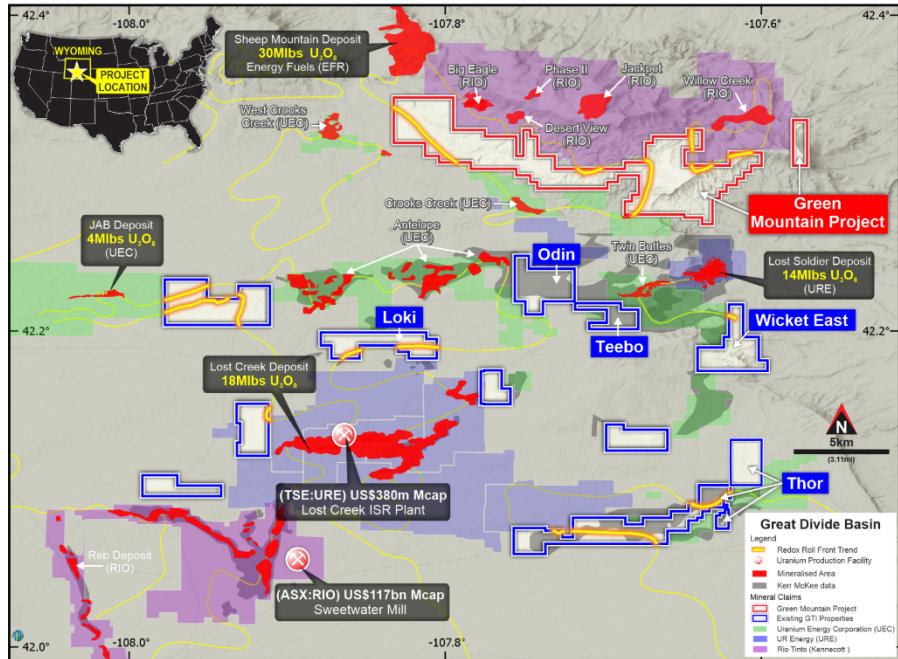 42.4°
-108.0°
-107.8°
-107.6°
42.4°
WYOMING
PROJECT
LOCATION
Sheep Mountain Deposit
30Mlbs U₃O₈
Energy Fuels (EFR)
Big Eagle
(RIO)
Phase II
(RIO)
Jackpot
(RIO)
Willow Creek
(RIO)
Desert View
(RIO)
West Crooks
Creek (UEC)
Crooks Crook (UEC)
Green
Mountain Project
JAB Deposit
4Mlbs U₃O₈
(UEC)
Antelope
(UEC)
Odin
Twin Buttes
(UEC)
Lost Soldier Deposit
14Mlbs U₃O₈
(URE)
42.2°
42.2°
Loki
Teebo
Wicket East
Lost Creek Deposit
18Mlbs U₃O₈
N
5km
(3.11ml)
(TSE:URE) US$380m Mcap
Lost Creek ISR Plant
Thor
Reb Deposit
(RIO)
(ASX:RIO) US$117bn Mcap
Sweetwater Mill
Great Divide Basin
Legend
Redox Roll Front Trend
Uranium Production Facility
Mineralised Area
Kerr McKee data
Mineral Claims
Green Mountain Project
Existing GTI Properties
Uranium Energy Corporation (UEC)
UR Energy (URE)
Rio Tinto (Kennecott )
42.0°
-108.0°
-107.8°